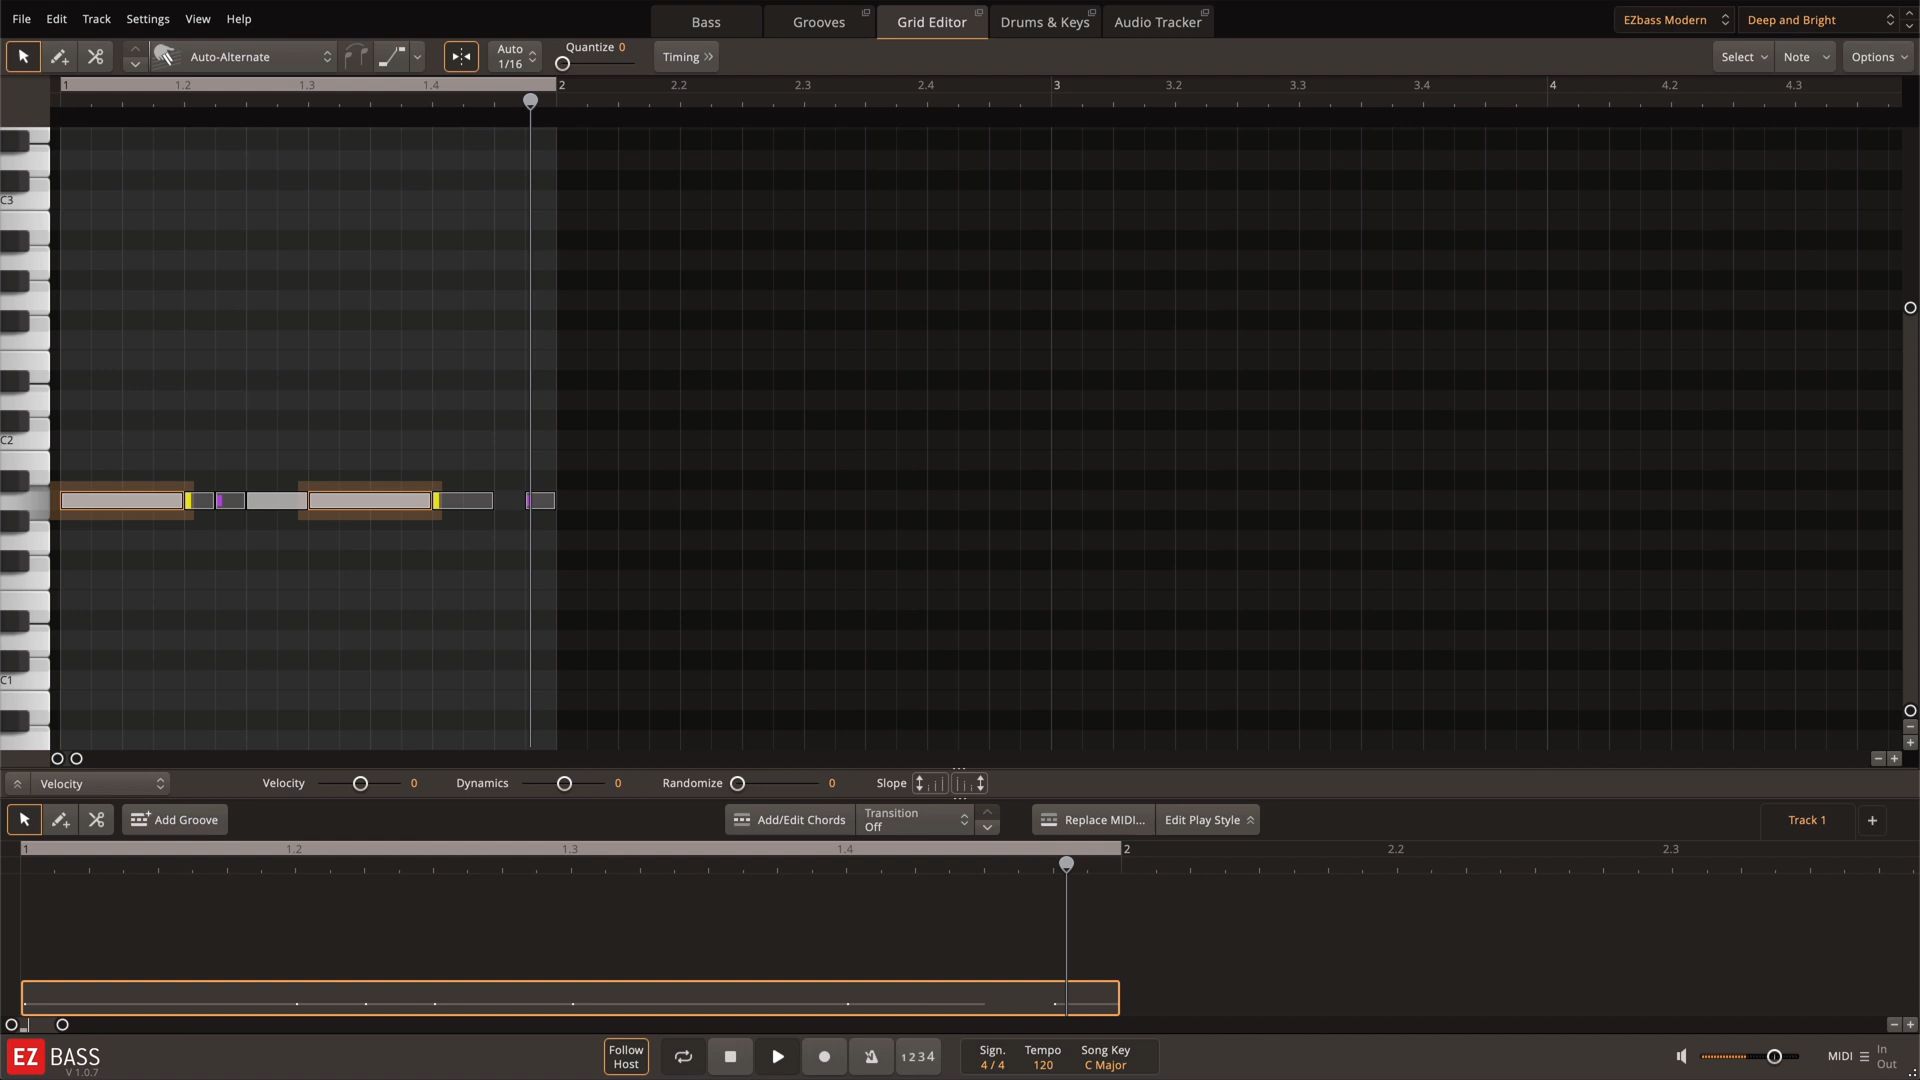 File Edit Track Settings View Help
Bass Grooves Grid Editor Drums & Keys Audio Tracker
EZbass Modern Deep and Bright
Auto-Alternate Auto 1/16 Quantize 0 Timing Select Note Options
1 1.2 1.3 1.4 2 2.2 2.3 2.4 3 3.2 3.3 3.4 4 4.2 4.3
C3
C2
C1
Velocity Velocity 0 Dynamics 0 Randomize 0 Slope
Add Groove Add/Edit Chords Transition Off Replace MIDI... Edit Play Style Track 1 +
1 1.2 1.3 1.4 2 2.2 2.3
EZ BASS
V 1.0.7
Follow Host
1234
Sign. Tempo Song Key
4 / 4 120 C Major
MIDI In Out